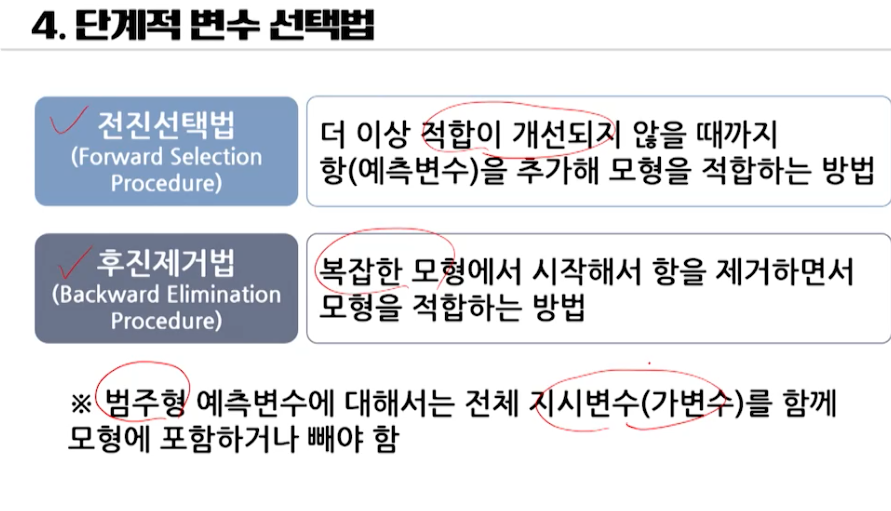 4. 단계적 변수 선택법
전진선택법
(Forward Selection
Procedure)
더 이상 적합이 개선되지 않을 때까지
항(예측변수)을 추가해 모형을 적합하는 방법
후진제거법
(Backward Elimination
Procedure)
복잡한 모형에서 시작해서 항을 제거하면서
모형을 적합하는 방법
※ 범주형 예측변수에 대해서는 전체 지시변수(가변수)를 함께
모형에 포함하거나 빼야 함